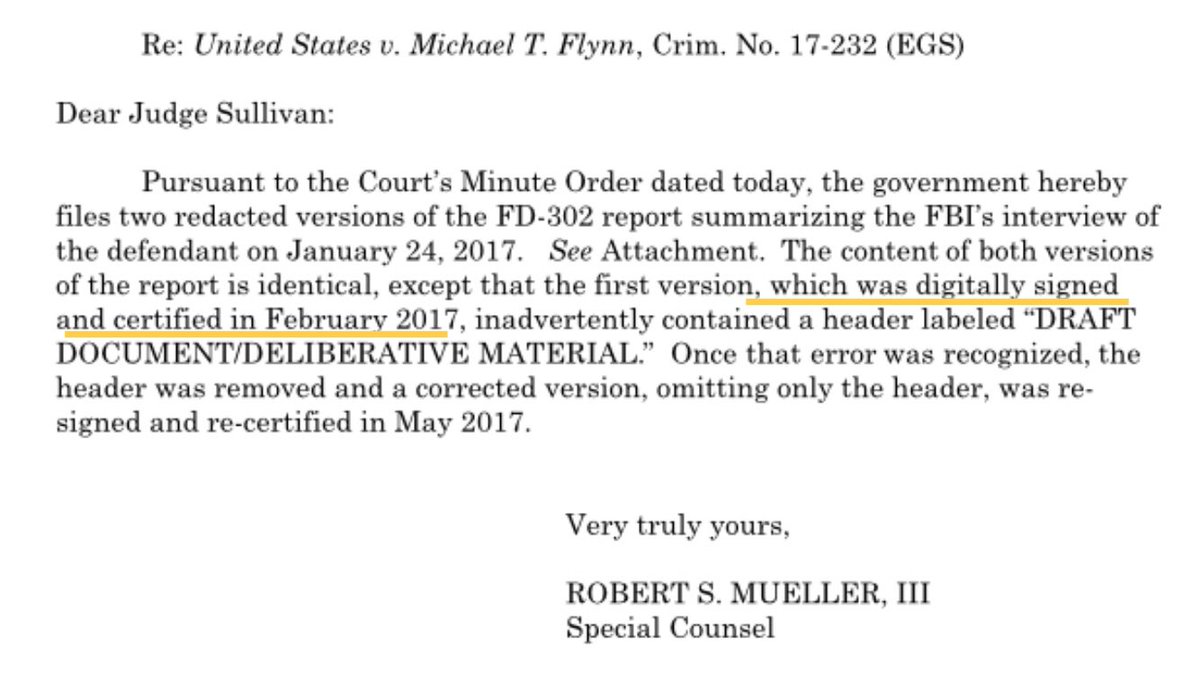 Re: United States v. Michael T. Flynn, Crim. No. 17-232 (EGS)
Dear Judge Sullivan:
Pursuant to the Court’s Minute Order dated today, the government hereby
files two redacted versions of the FD-302 report summarizing the FBI’s interview of
the defendant on January 24, 2017. See Attachment. The content of both versions
of the report is identical, except that the first version, which was digitally signed
and certified in February 2017, inadvertently contained a header labeled “DRAFT
DOCUMENT/DELIBERATIVE MATERIAL.” Once that error was recognized, the
header was removed and a corrected version, omitting only the header, was re-
signed and re-certified in May 2017.
Very truly yours,
ROBERT S. MUELLER, III
Special Counsel